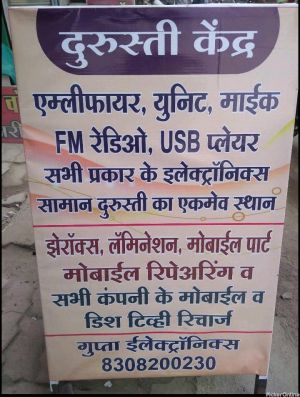 दुरुस्ती केंद्र
एम्लीफायर, युनिट, माईक
FM रेडिओ, USB प्लेयर
सभी प्रकार के इलेक्ट्रॉनिक्स
सामान दुरुस्ती का एकमेव स्थान
झेरॉक्स, लॅमिनेशन, मोबाईल पार्ट
मोबाईल रिपेअरिंग व
सभी कंपनी के मोबाईल व
डिश टिव्ही रिचार्ज
गुप्ता ईलेक्ट्रॉनिक्स
8308200230